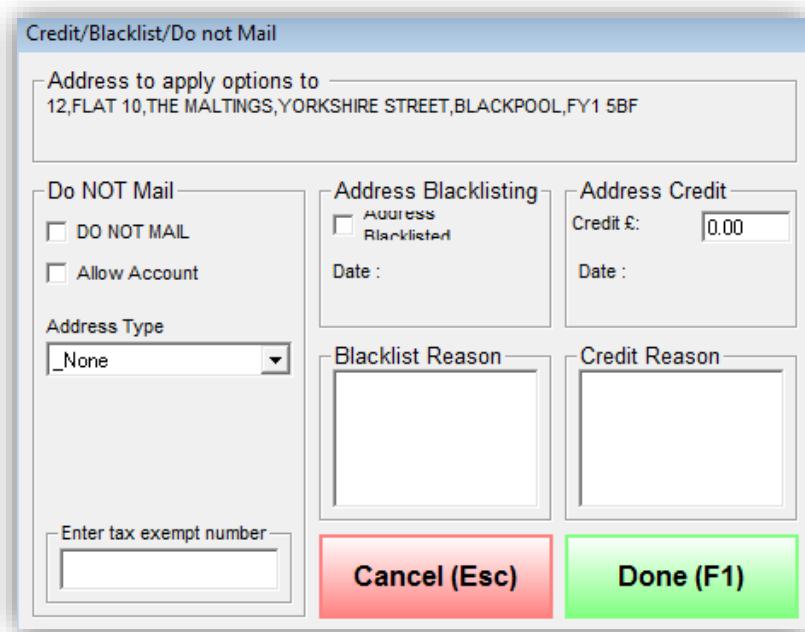 Credit/Blacklist/Do not Mail
Address to apply options to
12,FLAT 10,THE MALTINGS,YORKSHIRE STREET,BLACKPOOL,FY1 5BF
Do NOT Mail
DO NOT MAIL
Allow Account
Address Type
_None
Enter tax exempt number
Address Blacklisting
Address
Blacklisted
Date :
Blacklist Reason
Address Credit
Credit £:
0.00
Date :
Credit Reason
Cancel (Esc)
Done (F1)